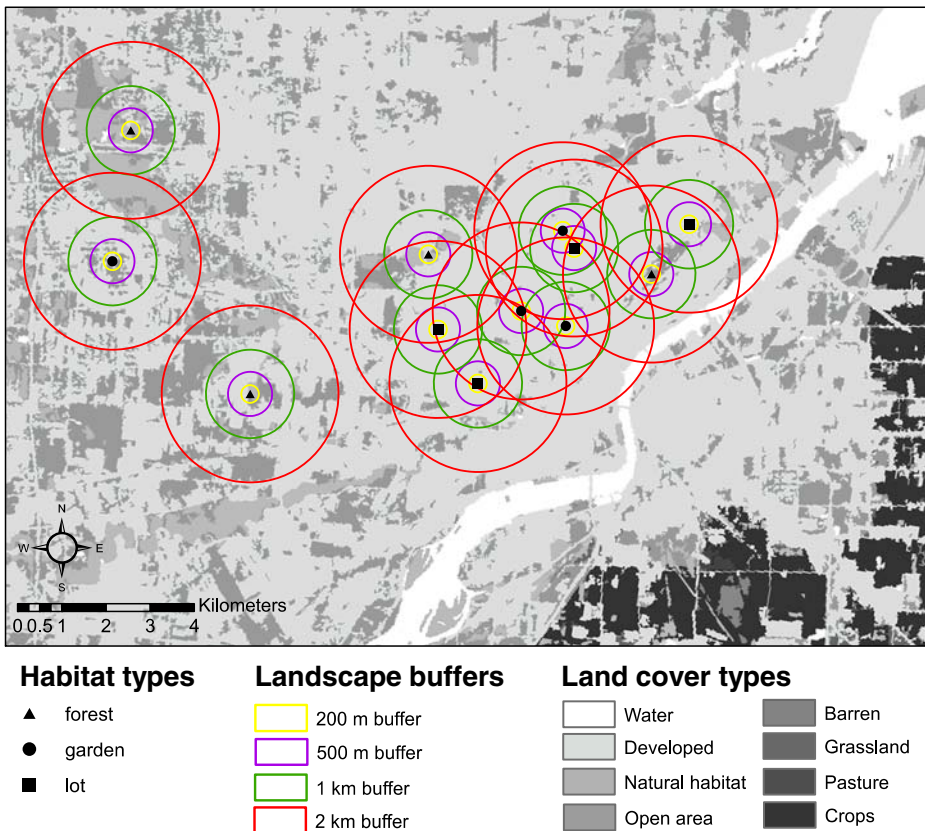 N
W E
S
Kilometers
0 0.5 1 2 3 4
Habitat types
forest
garden
lot
Landscape buffers
200 m buffer
500 m buffer
1 km buffer
2 km buffer
Land cover types
Water
Developed
Natural habitat
Open area
Barren
Grassland
Pasture
Crops